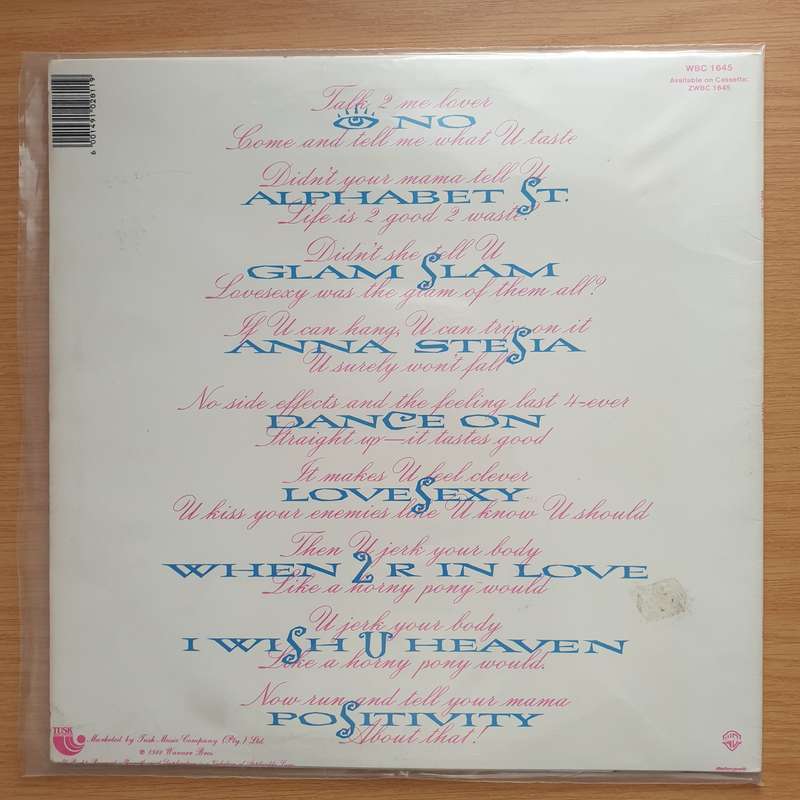 WBC 1645
Available on Cassette:
ZWBC 1645
6 001491 028119
Talk 2 me lover
NO
Come and tell me what U taste
Didn't your mama tell U
ALPHABET ST.
Life is 2 good 2 waste?
Didn't she tell U
GLAM SLAM
Lovesexy was the glam of them all?
If U can hang, U can trip on it
ANNA STESIA
U surely won't fall
No side effects and the feeling last 4-ever
DANCE ON
Straight up—it tastes good
It makes U feel clever
LOVESEXY
U kiss your enemies like U know U should
Then U jerk your body
WHEN 2 R IN LOVE
Like a horny pony would
U jerk your body
I WISH U HEAVEN
Like a horny pony would.
Now run and tell your mama
POSITIVITY
About that!
TUSK
Marketed by Tusk Music Company (Pty.) Ltd.
℗ 1988 Warner Bros.